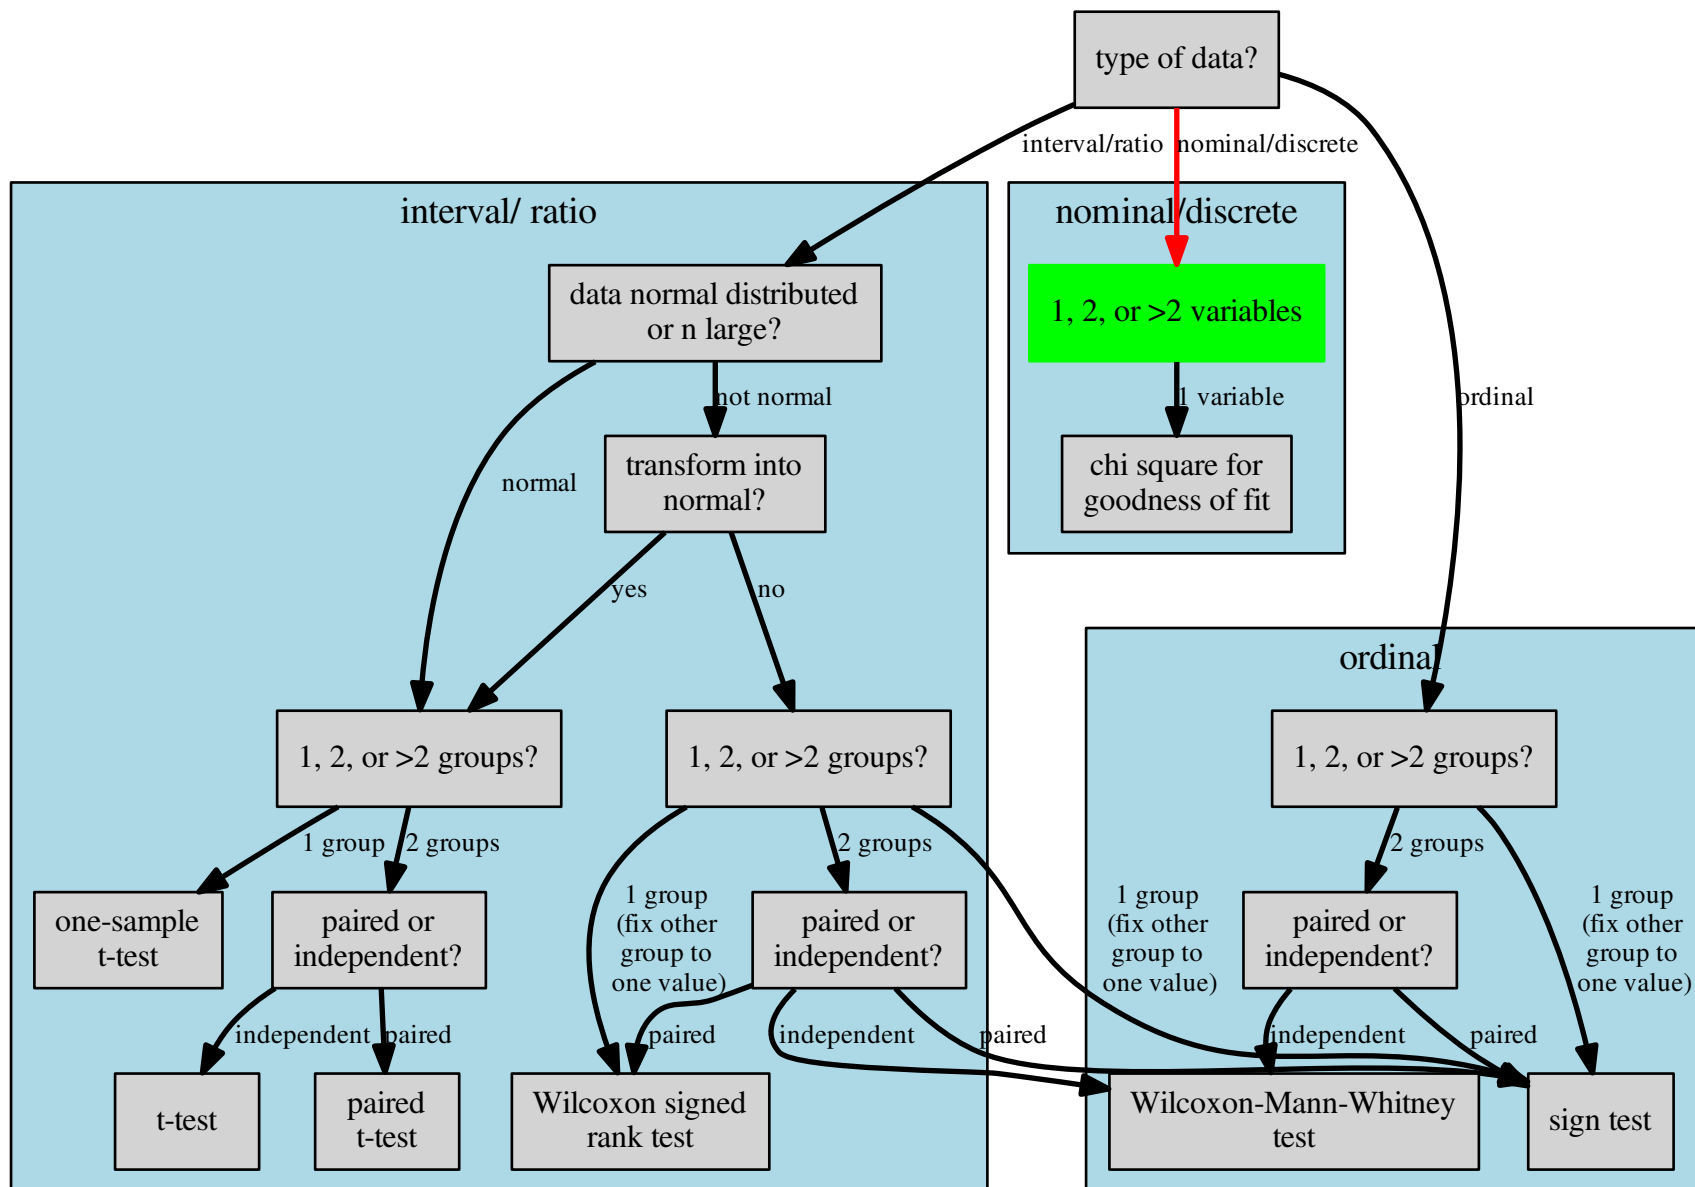 type of data?
interval/ratio
nominal/discrete
interval/ ratio
nominal/discrete
data normal distributed
or n large?
1, 2, or >2 variables
not normal
1 variable
ordinal
transform into
normal?
chi square for
goodness of fit
normal
yes
no
ordinal
1, 2, or >2 groups?
1, 2, or >2 groups?
1, 2, or >2 groups?
1 group
2 groups
2 groups
2 groups
one-sample
t-test
paired or
independent?
1 group
(fix other
group to
one value)
paired or
independent?
1 group
(fix other
group to
one value)
paired or
independent?
1 group
(fix other
group to
one value)
independent
paired
paired
independent
paired
independent
paired
t-test
paired
t-test
Wilcoxon signed
rank test
Wilcoxon-Mann-Whitney
test
sign test